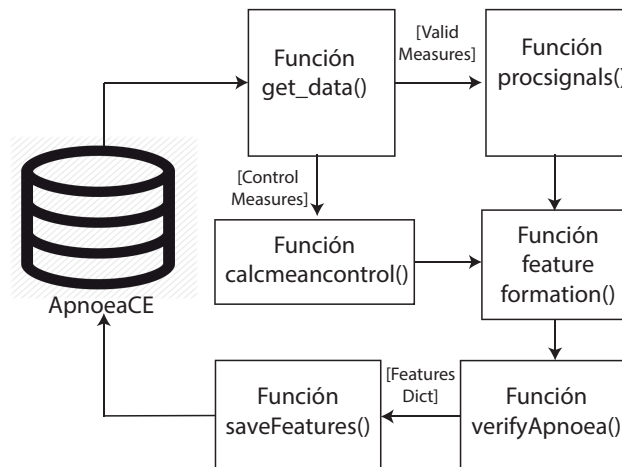 Función
get_data()
[Valid
Measures]
Función
procsignals()
[Control
Measures]
Función
calcmeancontrol()
Función
feature
formation()
ApnoeaCE
Función
saveFeatures()
[Features
Dict]
Función
verifyApnoea()